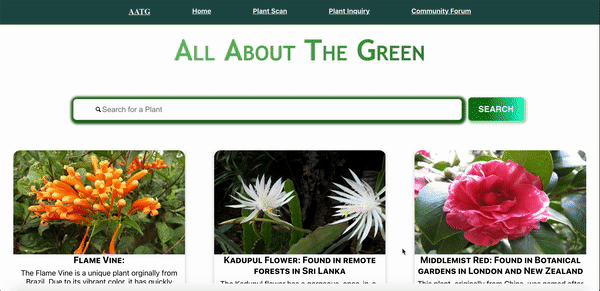 AATG Home Plant Scan Plant Inquiry Community Forum
All About The Green
Search for a Plant SEARCH
Flame Vine:
The Flame Vine is a unique plant orginally from
Brazil. Due to its vibrant color, it has quickly
Kadupul Flower: Found in remote
forests in Sri Lanka
The Kadupul flower has a gorgeous, once, in, a
Middlemist Red: Found in Botanical
gardens in London and New Zealand
This plant, originally from China, was named after